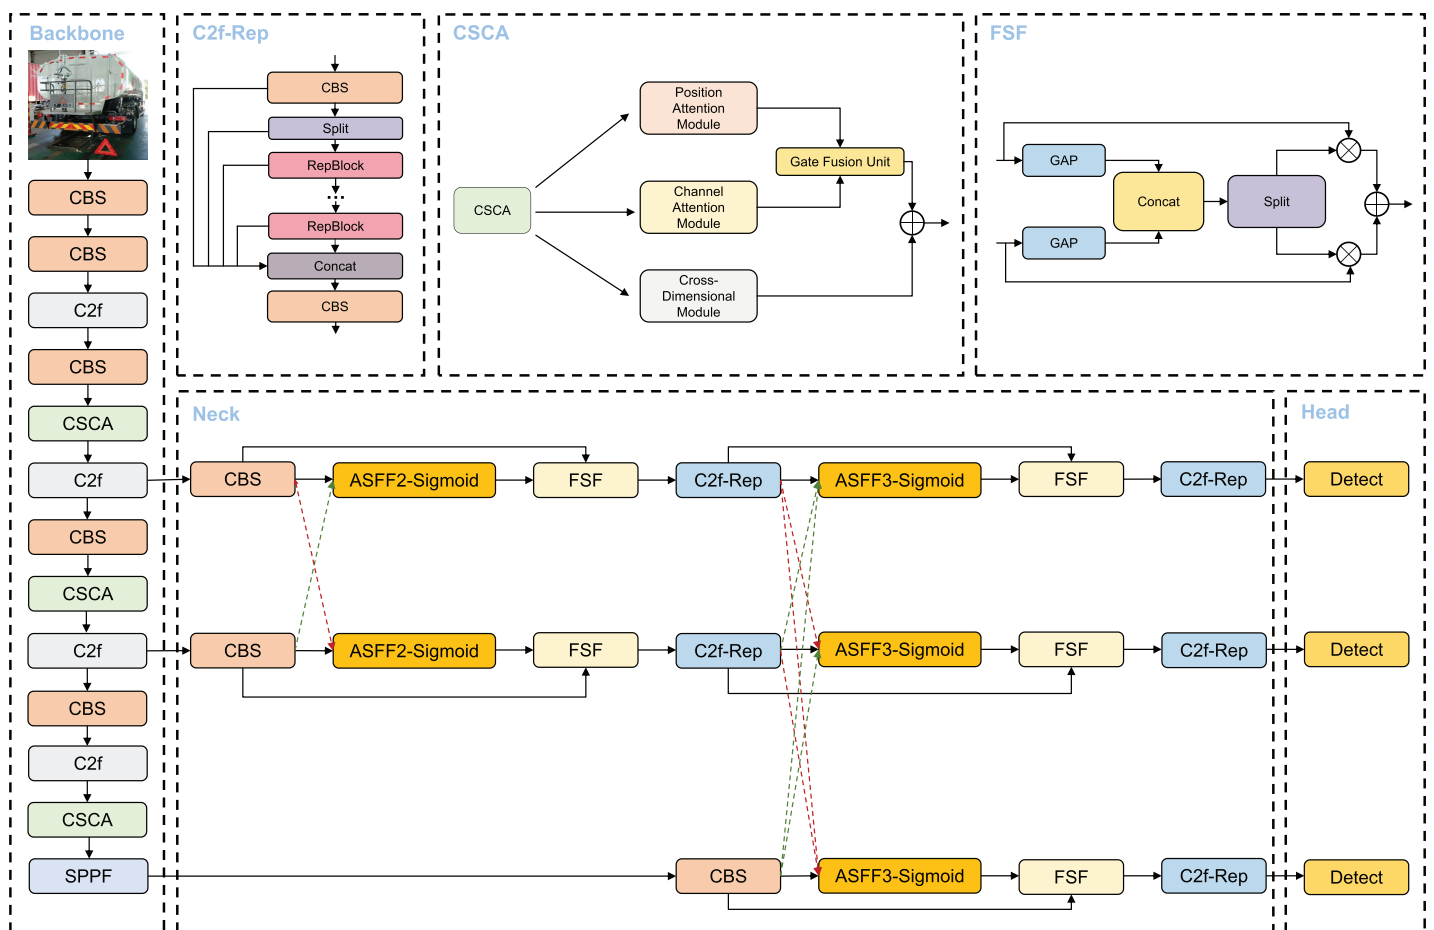 Backbone
CBS
CBS
C2f
CBS
CSCA
C2f
CBS
CSCA
C2f
CBS
C2f
CSCA
SPPF
C2f-Rep
CBS
Split
RepBlock
...
RepBlock
Concat
CBS
CSCA
CSCA
Position
Attention
Module
Channel
Attention
Module
Cross-
Dimensional
Module
Gate Fusion Unit
FSF
GAP
GAP
Concat
Split
Neck
CBS
ASFF2-Sigmoid
FSF
C2f-Rep
ASFF3-Sigmoid
FSF
C2f-Rep
CBS
ASFF2-Sigmoid
FSF
C2f-Rep
ASFF3-Sigmoid
FSF
C2f-Rep
CBS
ASFF3-Sigmoid
FSF
C2f-Rep
Head
Detect
Detect
Detect